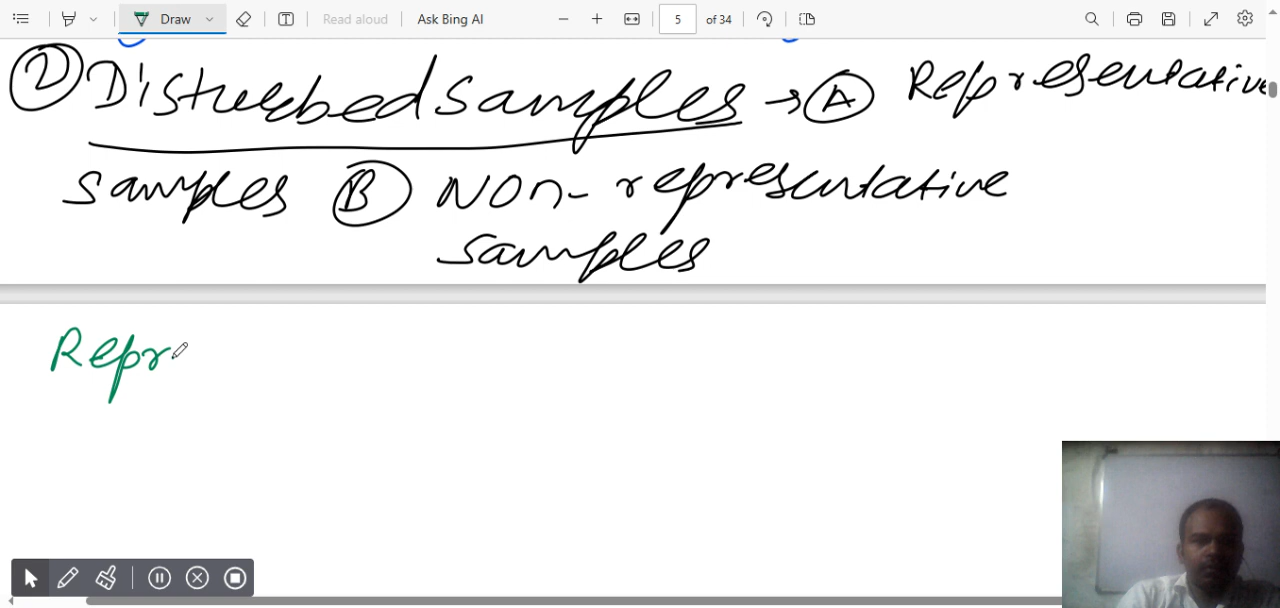 Draw
Read aloud
Ask Bing AI
5 of 34
① Disturbed Samples → Ⓐ Representative
samples Ⓑ Non-representative
samples
Repr